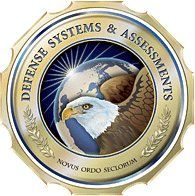 DEFENSE SYSTEMS & ASSESSMENTS
NOVUS ORDO SECLORUM